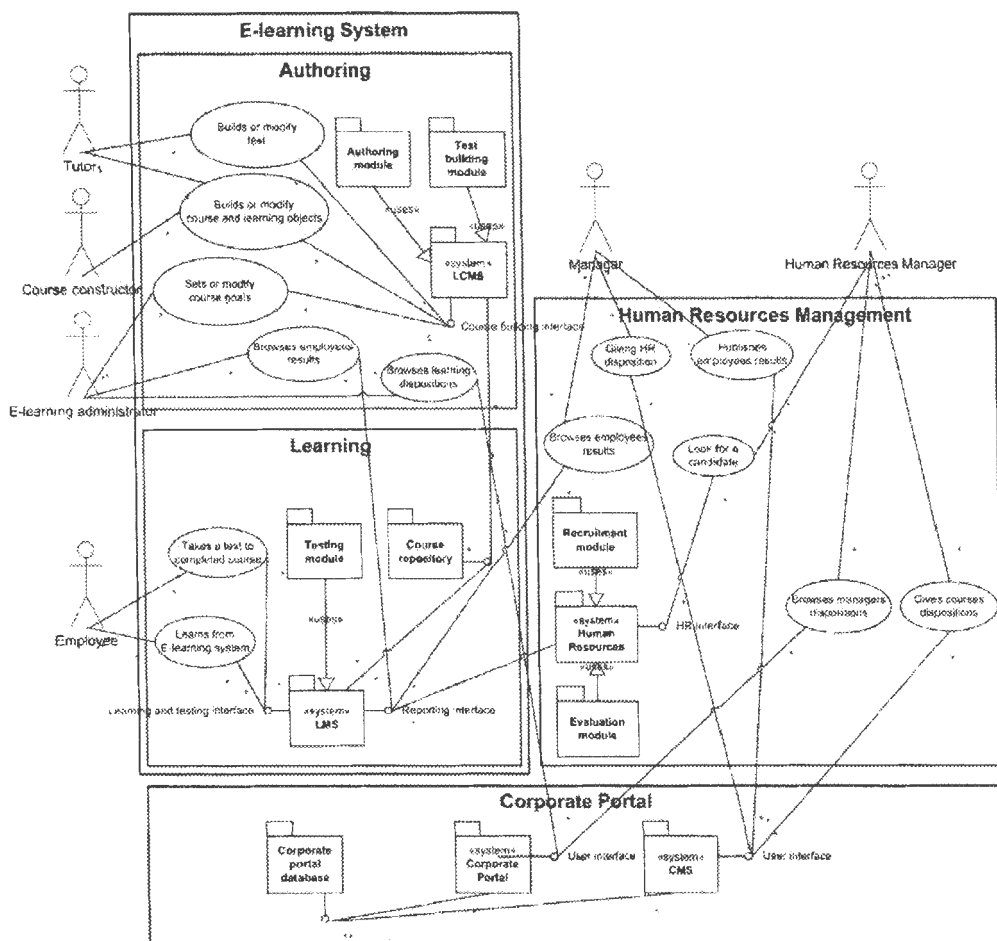 E-learning System
Authoring
Tutor
Builds or modify
Authoring
module
Test
building
module
«uses»
«uses»
Builds or modify
course and learning objects
«system»
LCMS
Course constructor
Sets or modify
course goals
Course building interface
Browses employees
results
Browses learning
dispositions
E-learning administrator
Manager
Human Resources Manager
Human Resources Management
Giving HR
disposition
employees results
Browses employees
results
Look for a
candidate
Learning
Takes a text to
completed course
Testing
module
Course
repository
Recruitment
module
«uses»
Employee
Learns from
E-learning system
«uses»
«system»
Human
Resources
HR interface
Browses managers
dispositions
Gives courses
dispositions
«uses»
Learning and testing interface
«system»
LMS
Reporting interface
Evaluation
module
Corporate Portal
Corporate
portal
database
«system»
Corporate
Portal
User interface
«system»
CMS
User interface